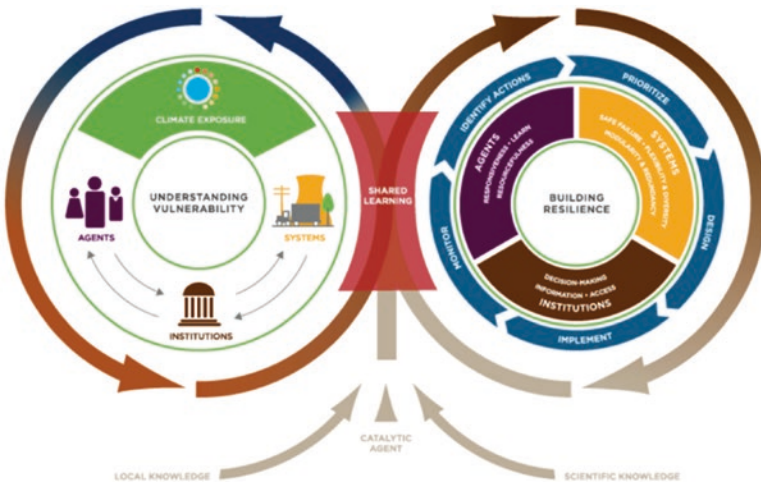 CLIMATE EXPOSURE
UNDERSTANDING
VULNERABILITY
AGENTS
SYSTEMS
INSTITUTIONS
SHARED
LEARNING
IDENTIFY ACTIONS
PRIORITIZE
DESIGN
IMPLEMENT
MONITOR
AGENTS
RESPONSIVENESS • LEARN
RESOURCEFULNESS
SYSTEMS
SAFE FAILURE • FLEXIBILITY & DIVERSITY
MODULARITY & REDUNDANCY
BUILDING
RESILIENCE
DECISION-MAKING
INFORMATION • ACCESS
INSTITUTIONS
CATALYTIC
AGENT
LOCAL KNOWLEDGE
SCIENTIFIC KNOWLEDGE